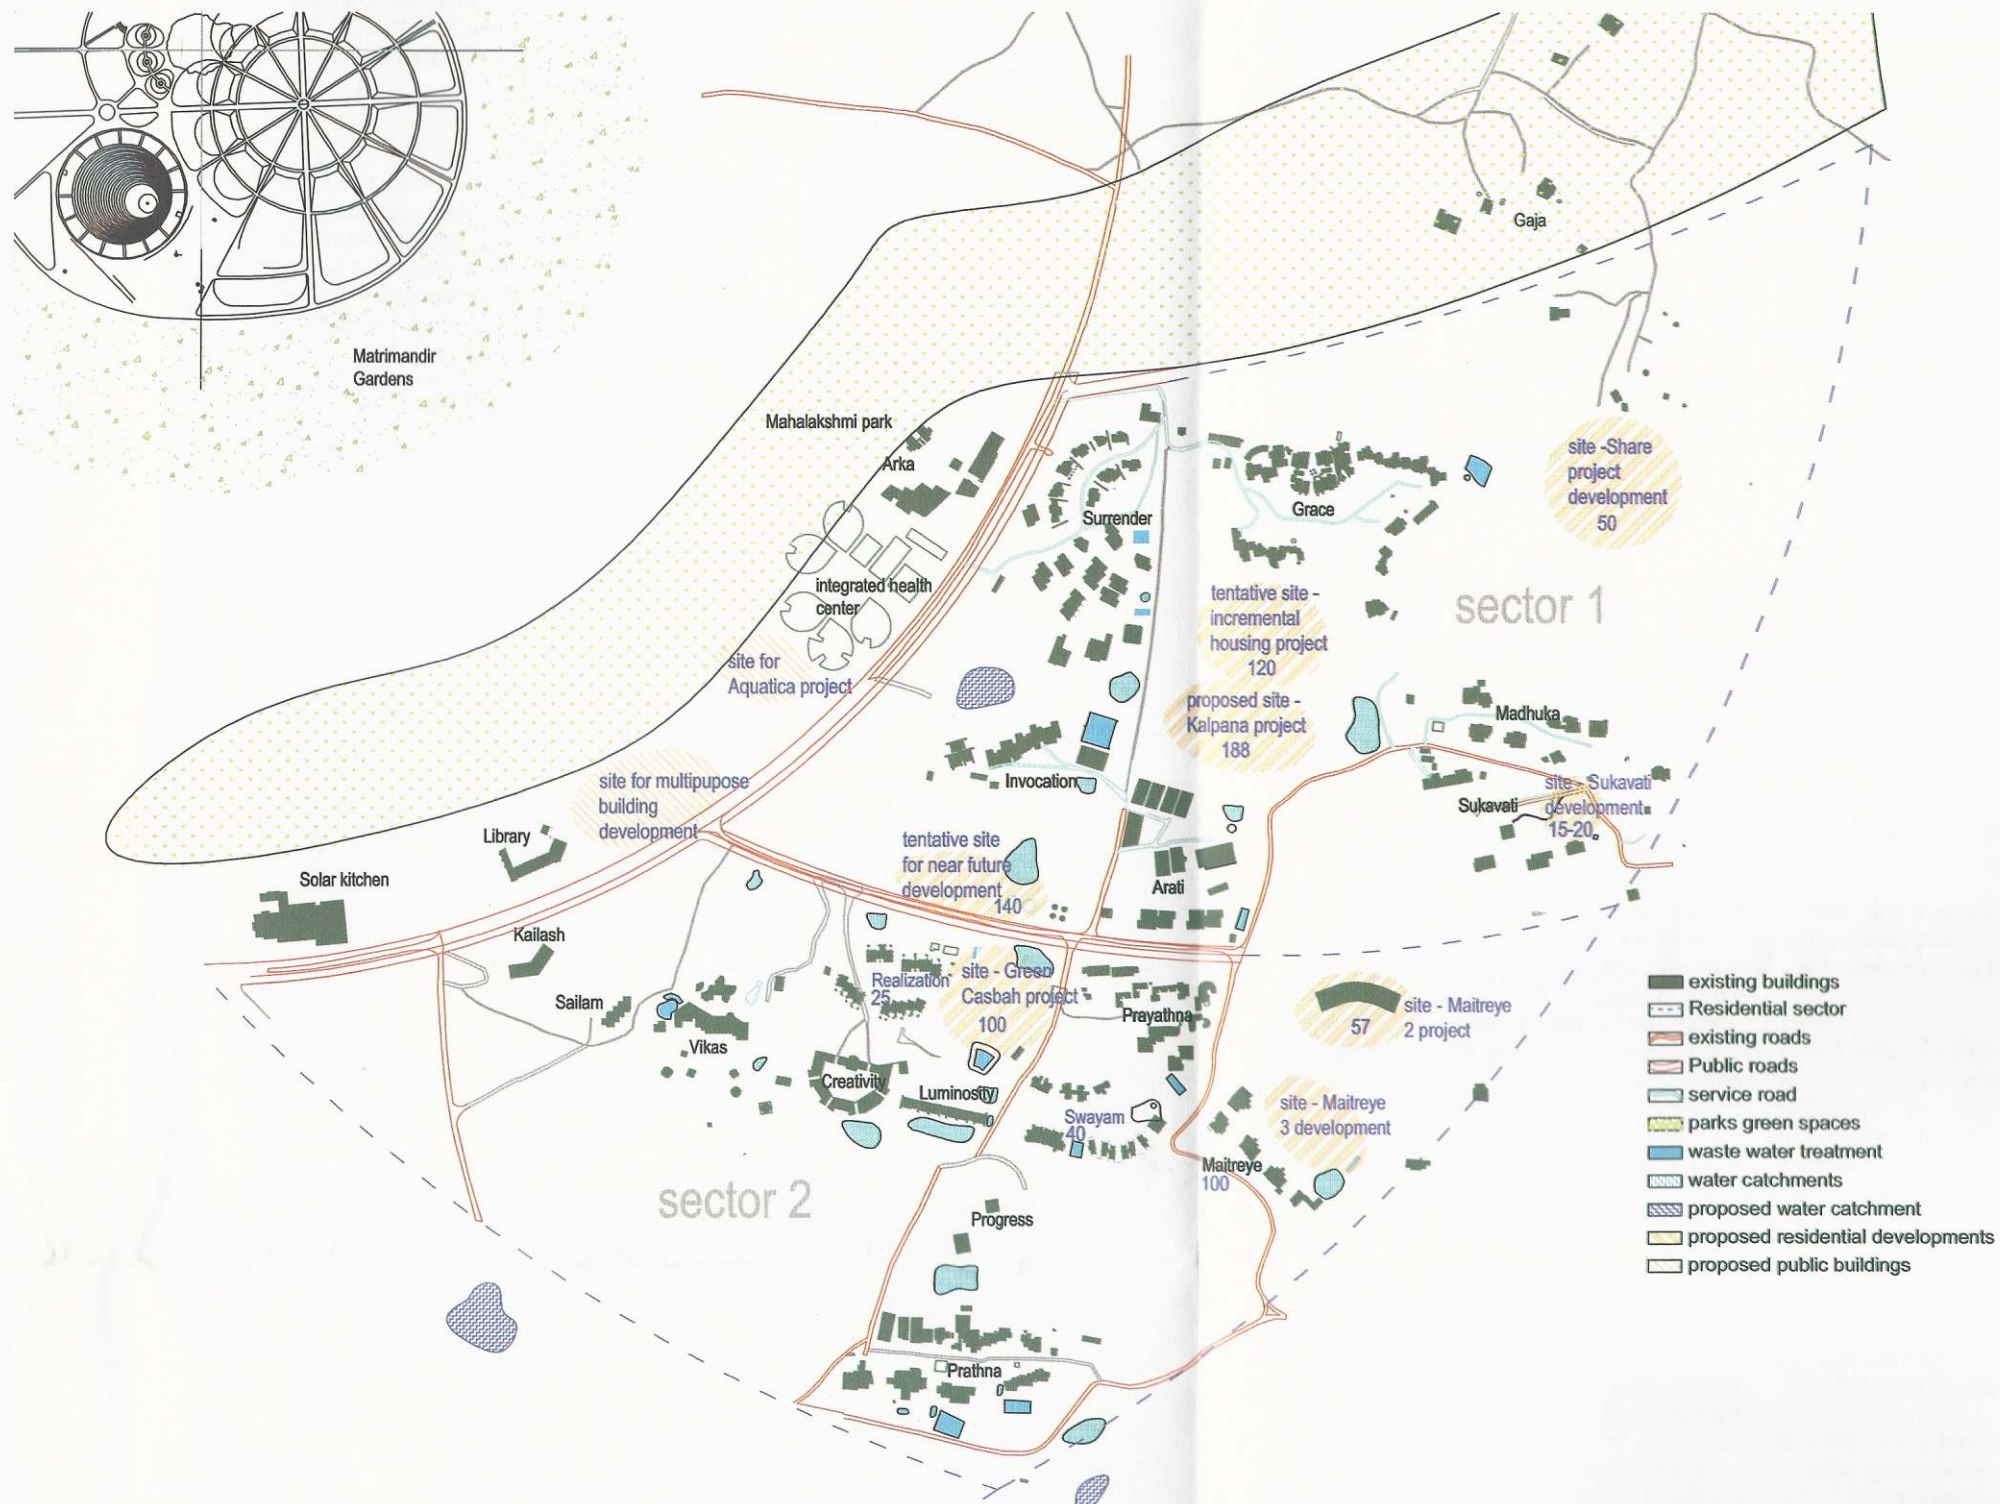 Matrimandir
Gardens
Mahalakshmi park
Arka
Gaja
site -Share
project
development
50
Surrender
Grace
integrated health
center
tentative site -
incremental
housing project
120
sector 1
site for
Aquatica project
proposed site -
Kalpana project
188
Madhuka
Invocation
site for multipupose
building
development
Sukavati
site - Sukavati
development
15-20
Library
tentative site
for near future
development
140
Solar kitchen
Arati
Kailash
Sailam
Realization
25
site - Green
Casbah project
100
Prayathna
57
site - Maitreye
2 project
Vikas
Creativity
Luminosity
Swayam
40
site - Maitreye
3 development
Maitreye
100
sector 2
Progress
Prathna
existing buildings
Residential sector
existing roads
Public roads
service road
parks green spaces
waste water treatment
water catchments
proposed water catchment
proposed residential developments
proposed public buildings